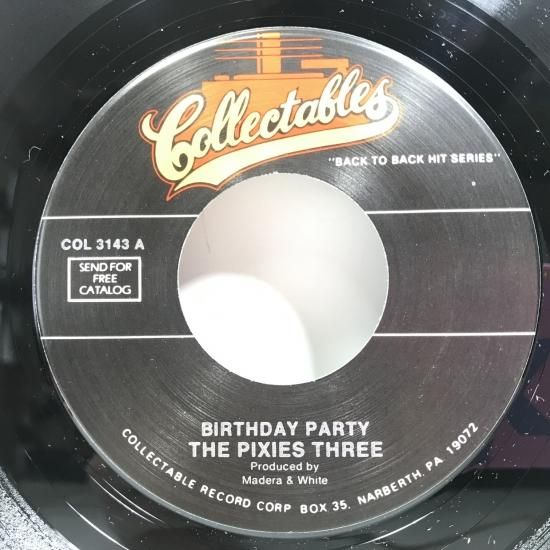 Collectables
"BACK TO BACK HIT SERIES"
COL 3143 A
SEND FOR
FREE
CATALOG
BIRTHDAY PARTY
THE PIXIES THREE
Produced by
Madera & White
COLLECTABLE RECORD CORP BOX 35, NARBERTH, PA 19072